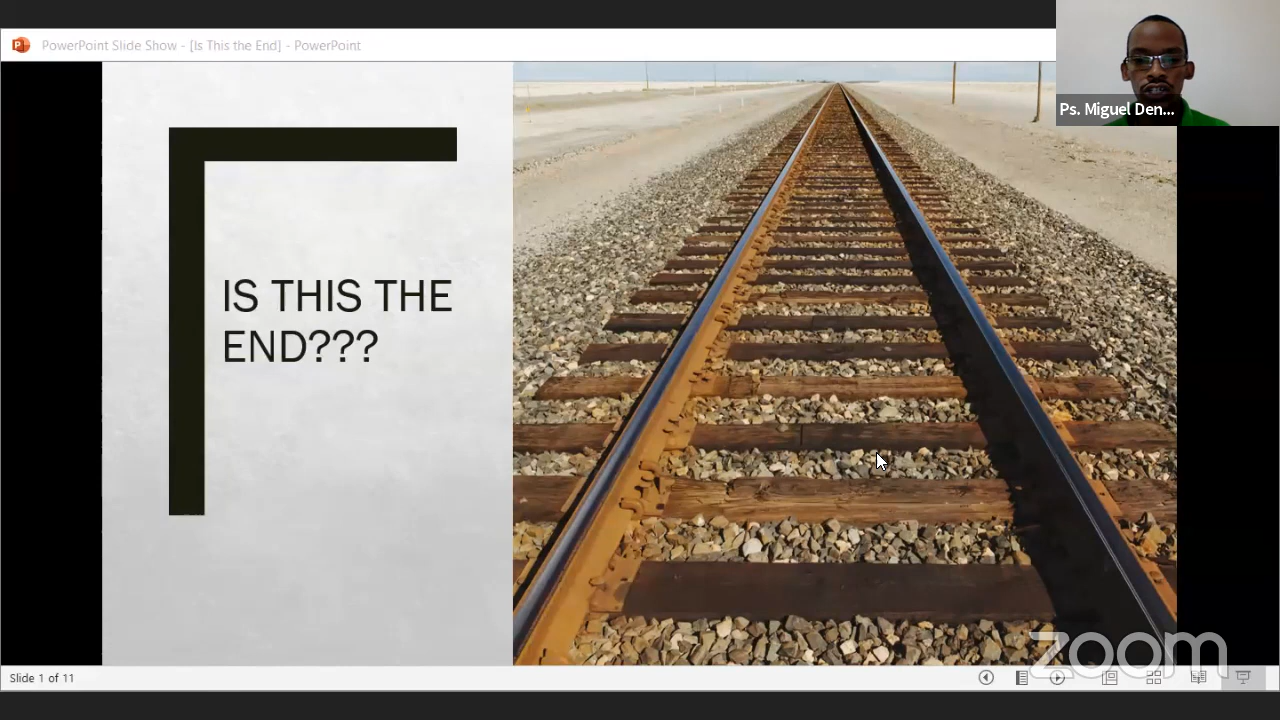 PowerPoint Slide Show - [Is This the End] - PowerPoint
Ps. Miguel Den...
IS THIS THE
END???
zoom
Slide 1 of 11